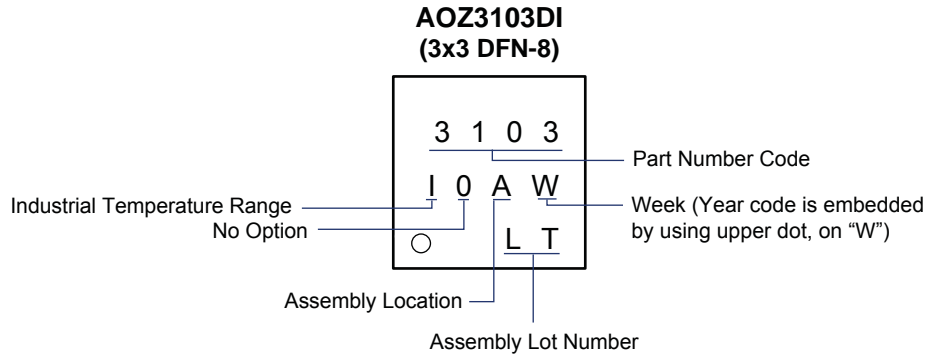 AOZ3103DI
(3x3 DFN-8)
3 1 0 3
Part Number Code
I 0 A W
Industrial Temperature Range
No Option
Week (Year code is embedded
by using upper dot, on “W”)
L T
Assembly Location
Assembly Lot Number